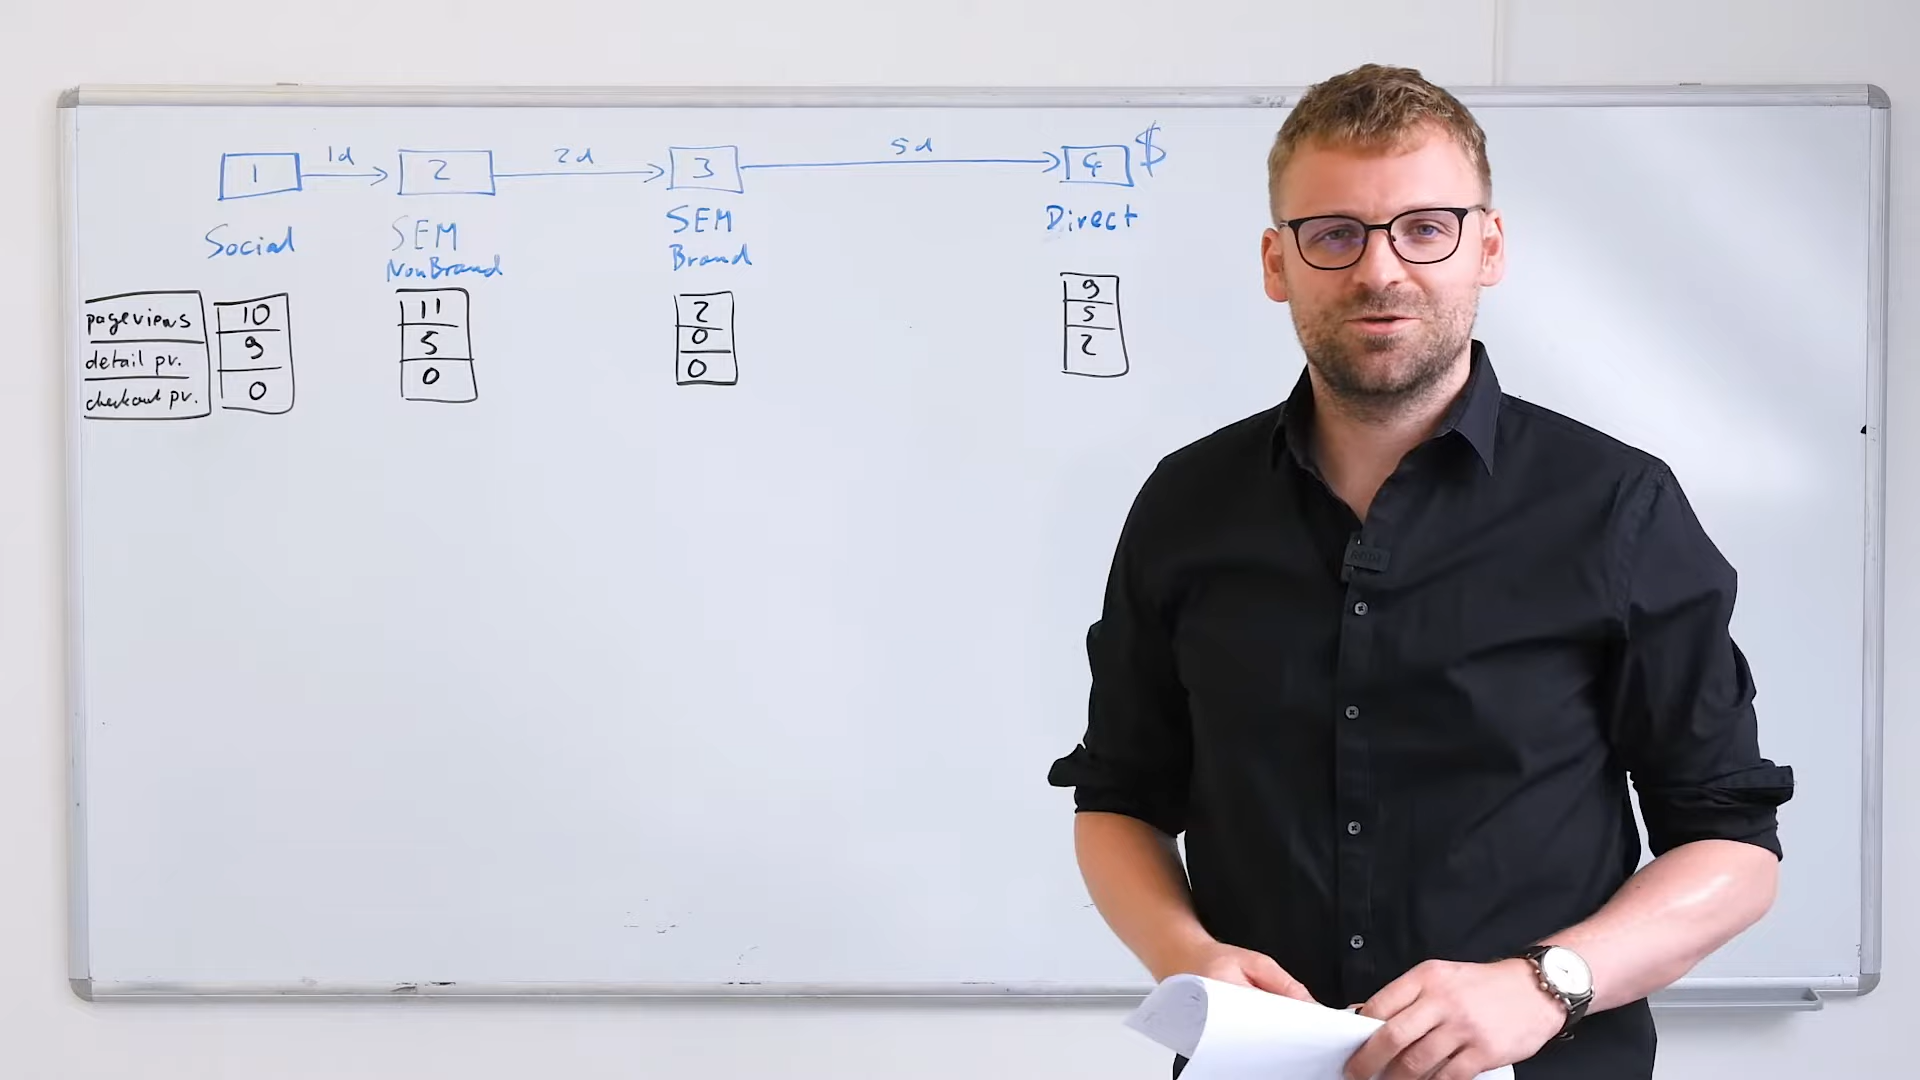 1 1d 2 2d 3 5d 4 $
Social
SEM
NonBrand
SEM
Brand
Direct
pageviews 10 11 2 9
detail pv. 9 5 0 5
checkout pv. 0 0 0 2